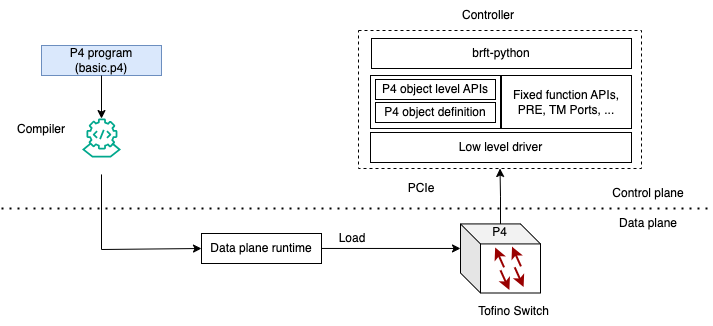 Controller
P4 program
(basic.p4)
brft-python
P4 object level APIs
P4 object definition
Fixed function APIs,
PRE, TM Ports, ...
Compiler
</>
Low level driver
PCIe
Control plane
Data plane
Data plane runtime
Load
P4
Tofino Switch